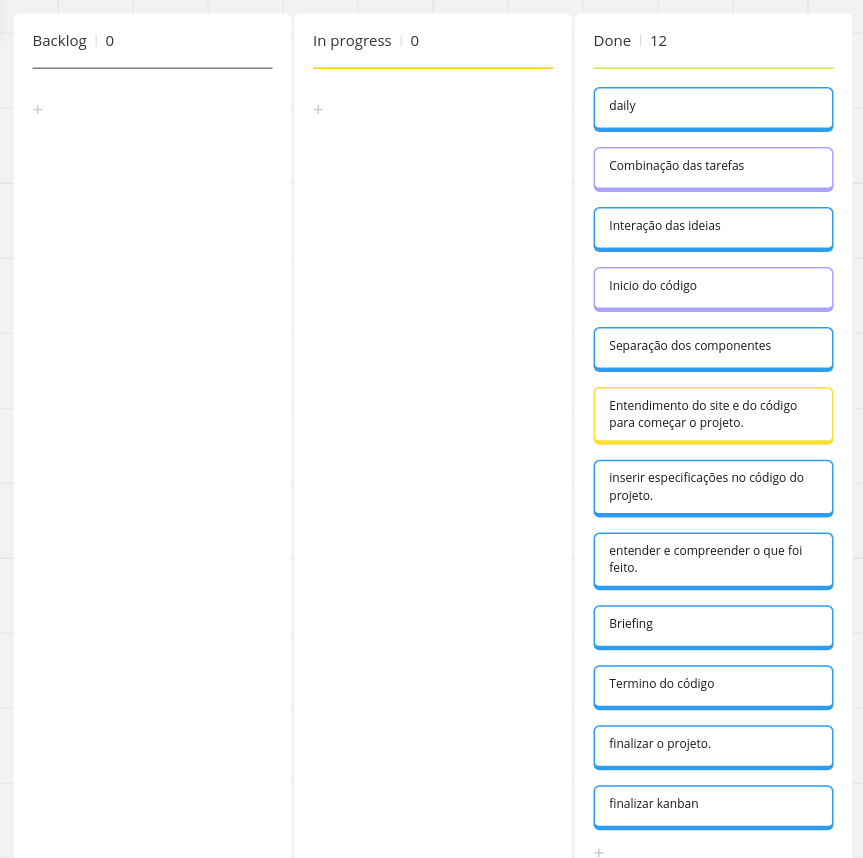 Backlog | 0
+
In progress | 0
+
Done | 12
daily
Combinação das tarefas
Interação das ideias
Inicio do código
Separação dos componentes
Entendimento do site e do código
para começar o projeto.
inserir especificações no código do
projeto.
entender e compreender o que foi
feito.
Briefing
Termino do código
finalizar o projeto.
finalizar kanban
+